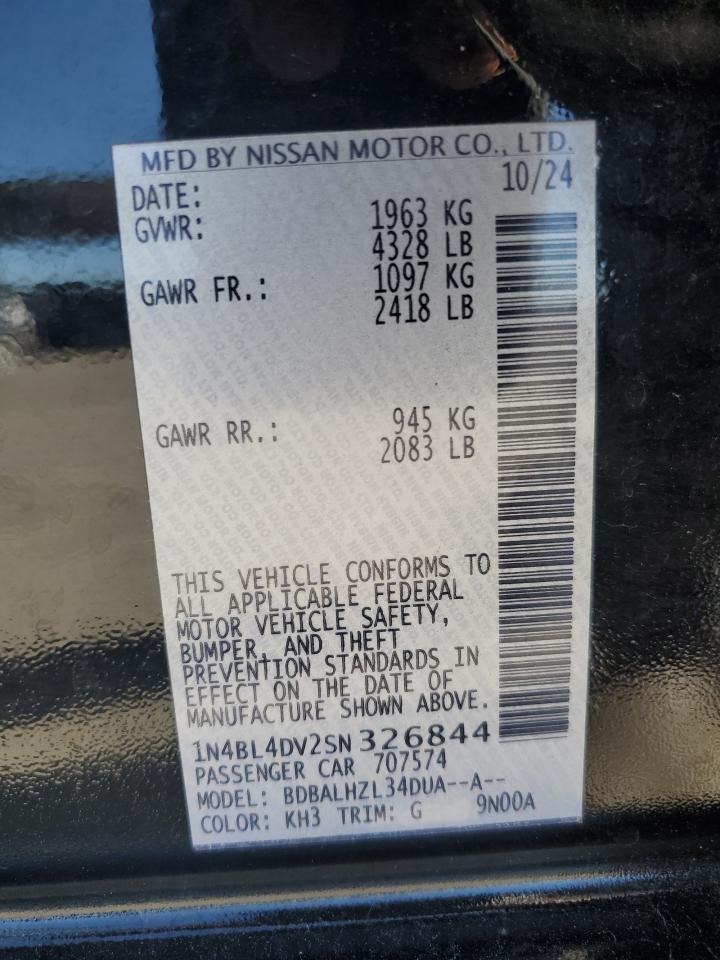 MFD BY NISSAN MOTOR CO., LTD.
DATE: 10/24
GVWR: 1963 KG
4328 LB
GAWR FR.: 1097 KG
2418 LB
GAWR RR.: 945 KG
2083 LB
THIS VEHICLE CONFORMS TO
ALL APPLICABLE FEDERAL
MOTOR VEHICLE SAFETY,
BUMPER, AND THEFT
PREVENTION STANDARDS IN
EFFECT ON THE DATE OF
MANUFACTURE SHOWN ABOVE.
1N4BL4DV2SN326844
PASSENGER CAR 707574
MODEL: BDBALHZL34DUA--A--
COLOR: KH3 TRIM: G 9N00A